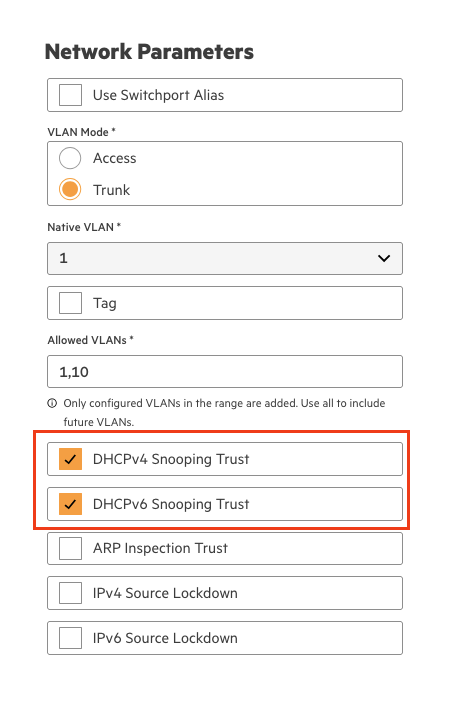 Network Parameters
Use Switchport Alias
VLAN Mode *
Access
Trunk
Native VLAN *
1
Tag
Allowed VLANs *
1,10
Only configured VLANs in the range are added. Use all to include
future VLANs.
DHCPv4 Snooping Trust
DHCPv6 Snooping Trust
ARP Inspection Trust
IPv4 Source Lockdown
IPv6 Source Lockdown